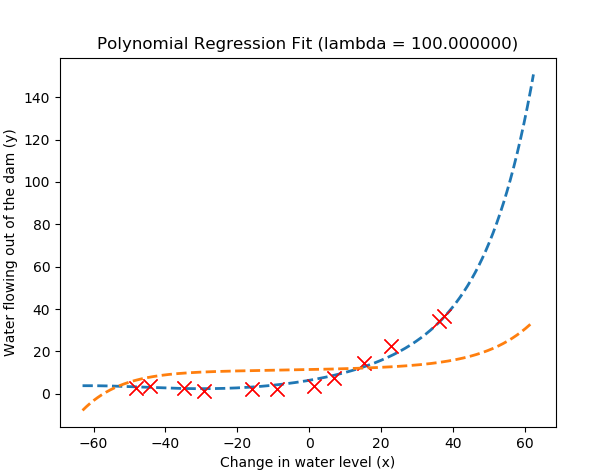 Polynomial Regression Fit (lambda = 100.000000)
Water flowing out of the dam (y)
140
120
100
80
60
40
20
0
−60 −40 −20 0 20 40 60
Change in water level (x)